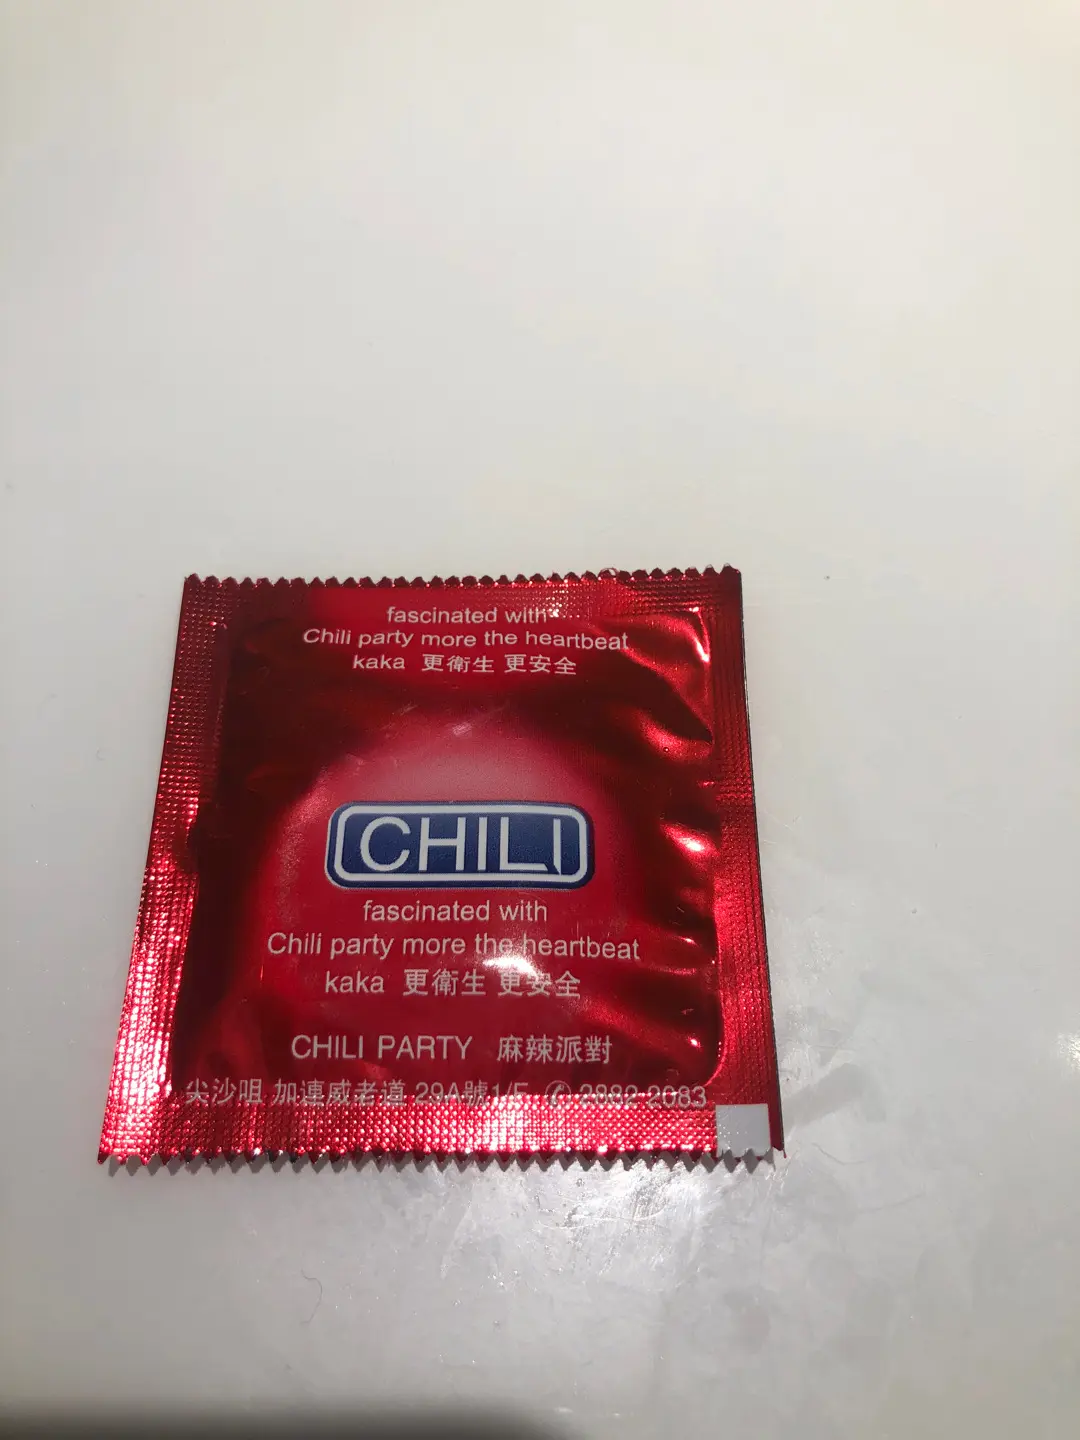 fascinated with
Chili party more the heartbeat
kaka 更衛生 更安全
CHILI
fascinated with
Chili party more the heartbeat
kaka 更衛生 更安全
CHILI PARTY 麻辣派對
尖沙咀 加連威老道 29A號1/F ✆ 2882 2083